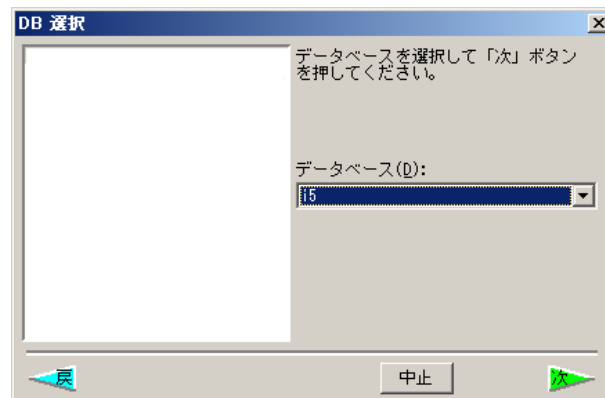 DB 選択
データベースを選択して「次」ボタン
を押してください。
データベース(D):
i5
戻
中止
次